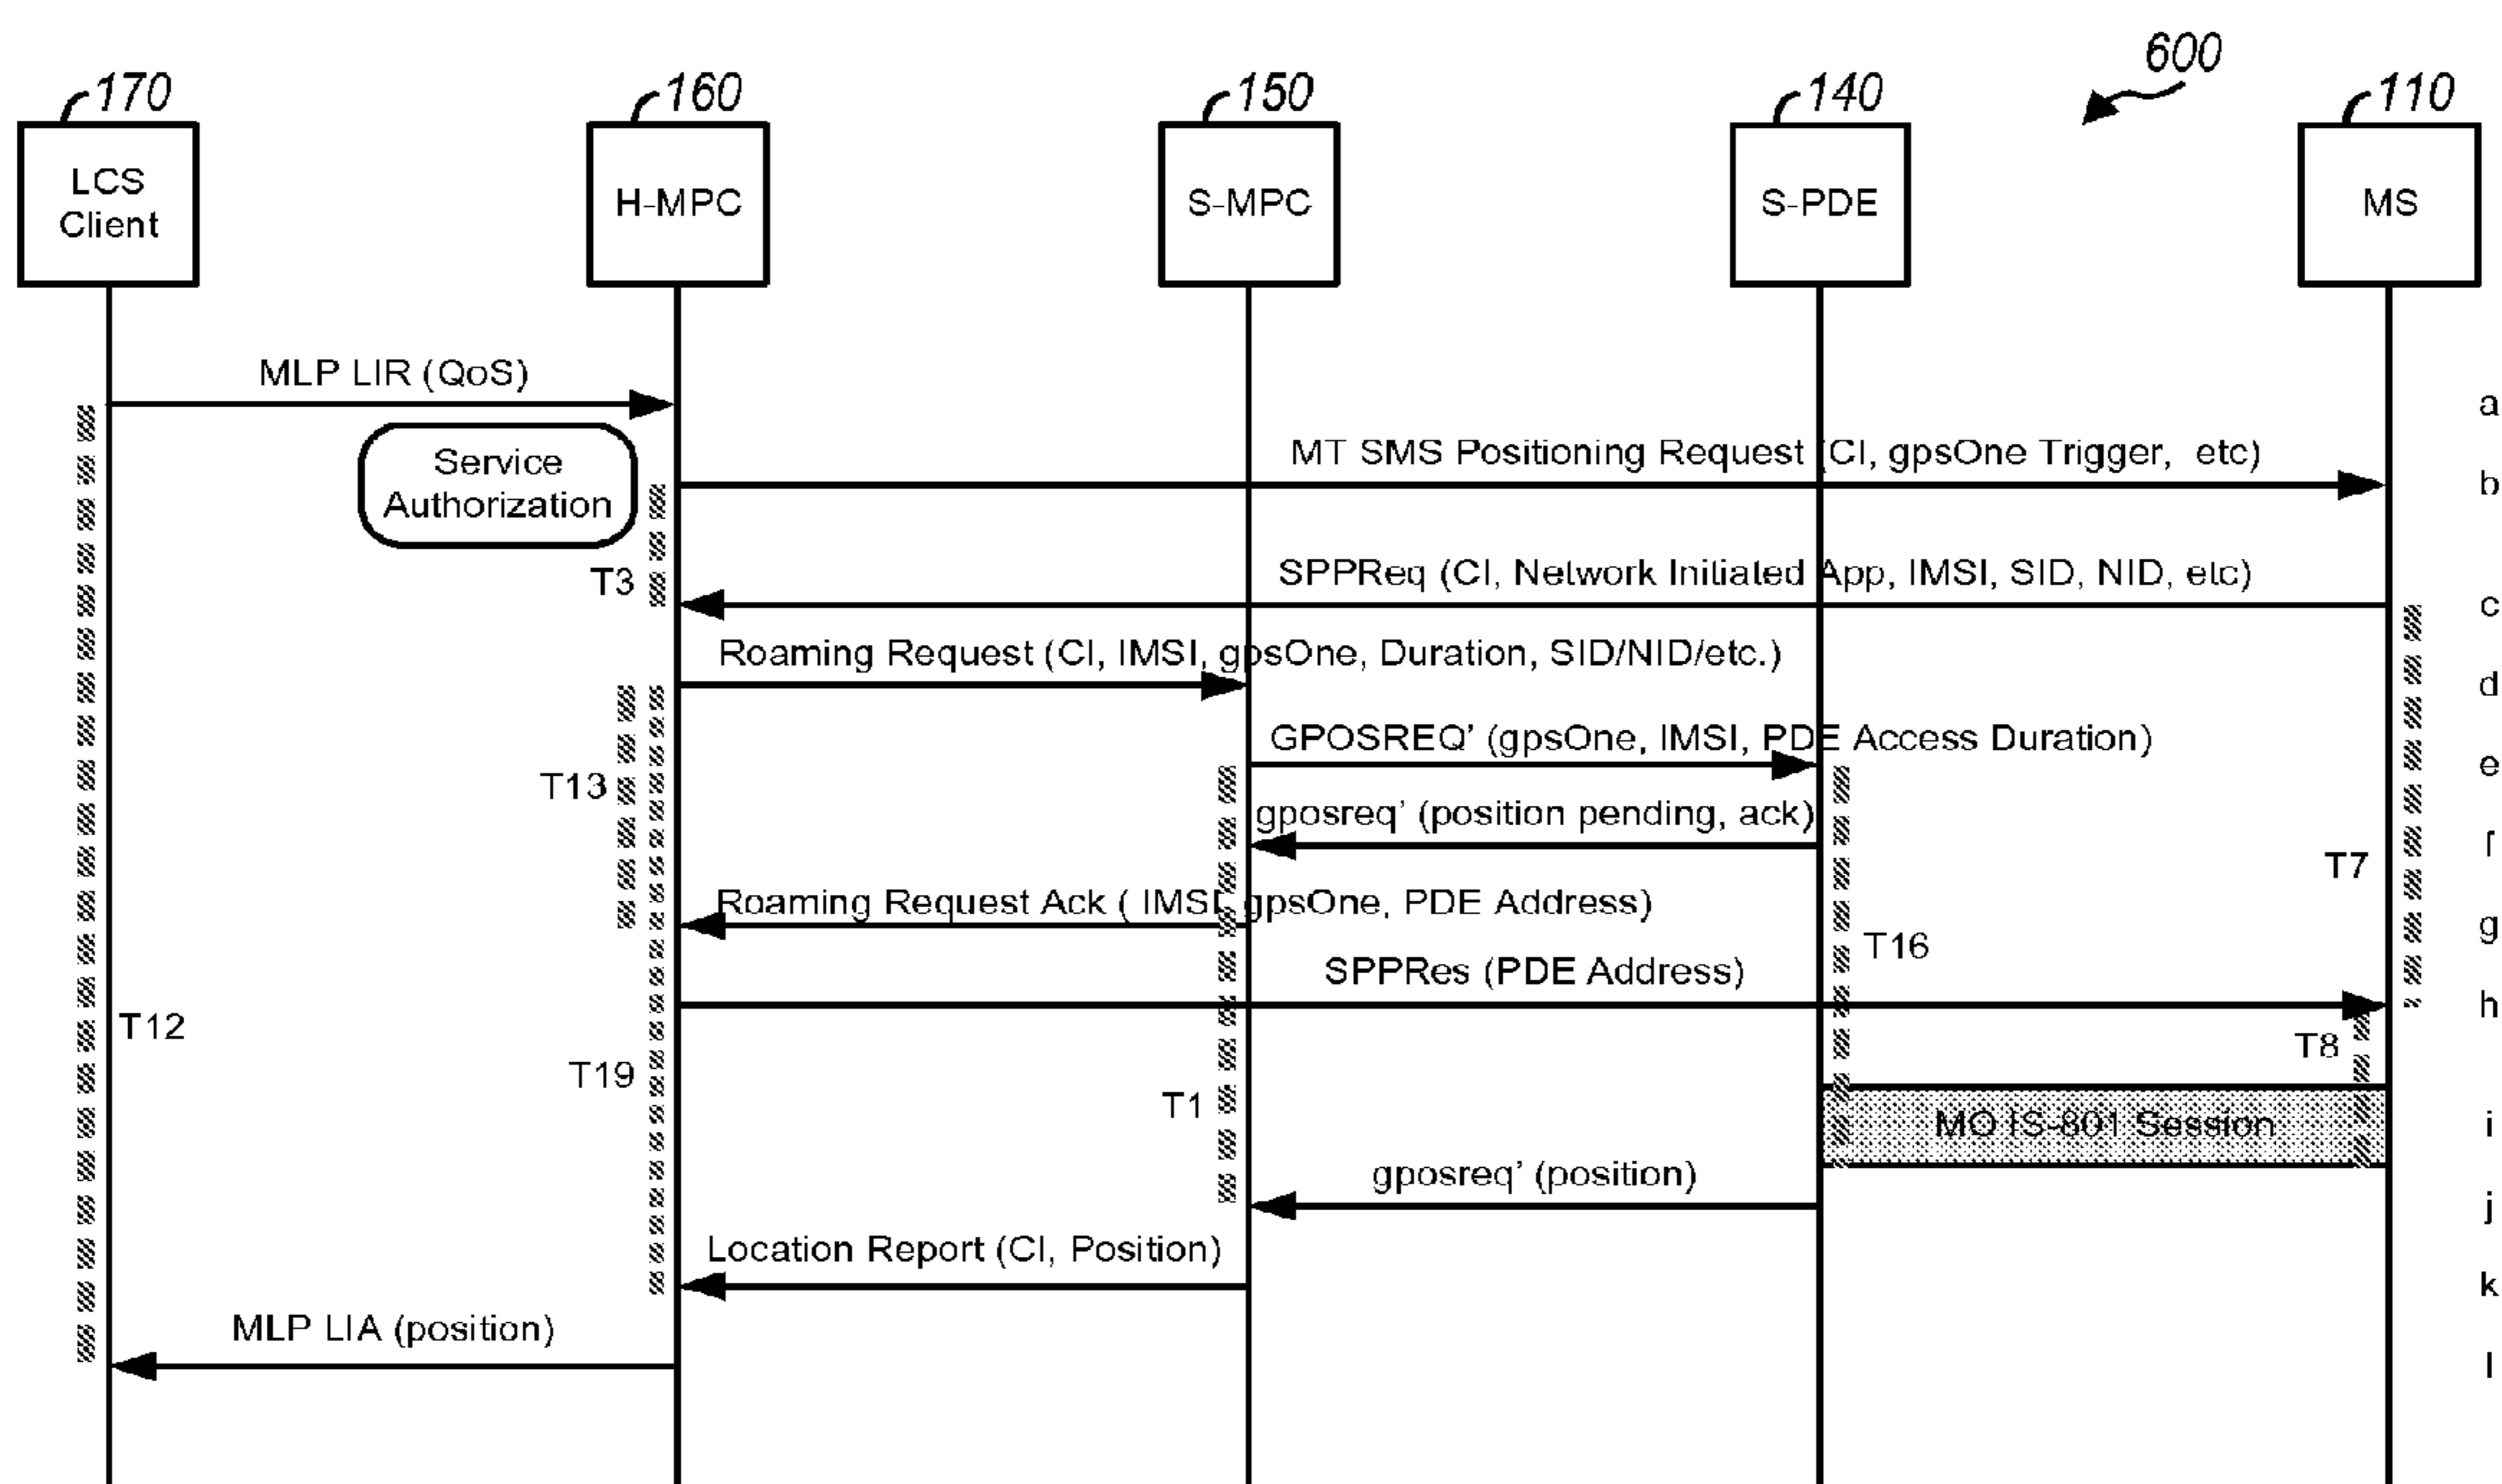 600
170
160
150
140
110
LCS
Client
H-MPC
S-MPC
S-PDE
MS
MLP LIR (QoS)
a
Service
Authorization
MT SMS Positioning Request (CI, gpsOne Trigger, etc)
b
T3
SPPReq (CI, Network Initiated App, IMSI, SID, NID, etc)
c
Roaming Request (CI, IMSI, gpsOne, Duration, SID/NID/etc.)
d
T13
GPOSREQ' (gpsOne, IMSI, PDE Access Duration)
e
gposreq' (position pending, ack)
f
T7
Roaming Request Ack ( IMSI, gpsOne, PDE Address)
g
T16
SPPRes (PDE Address)
h
T12
T8
T19
T1
MO IS-801 Session
i
gposreq' (position)
j
Location Report (CI, Position)
k
MLP LIA (position)
l